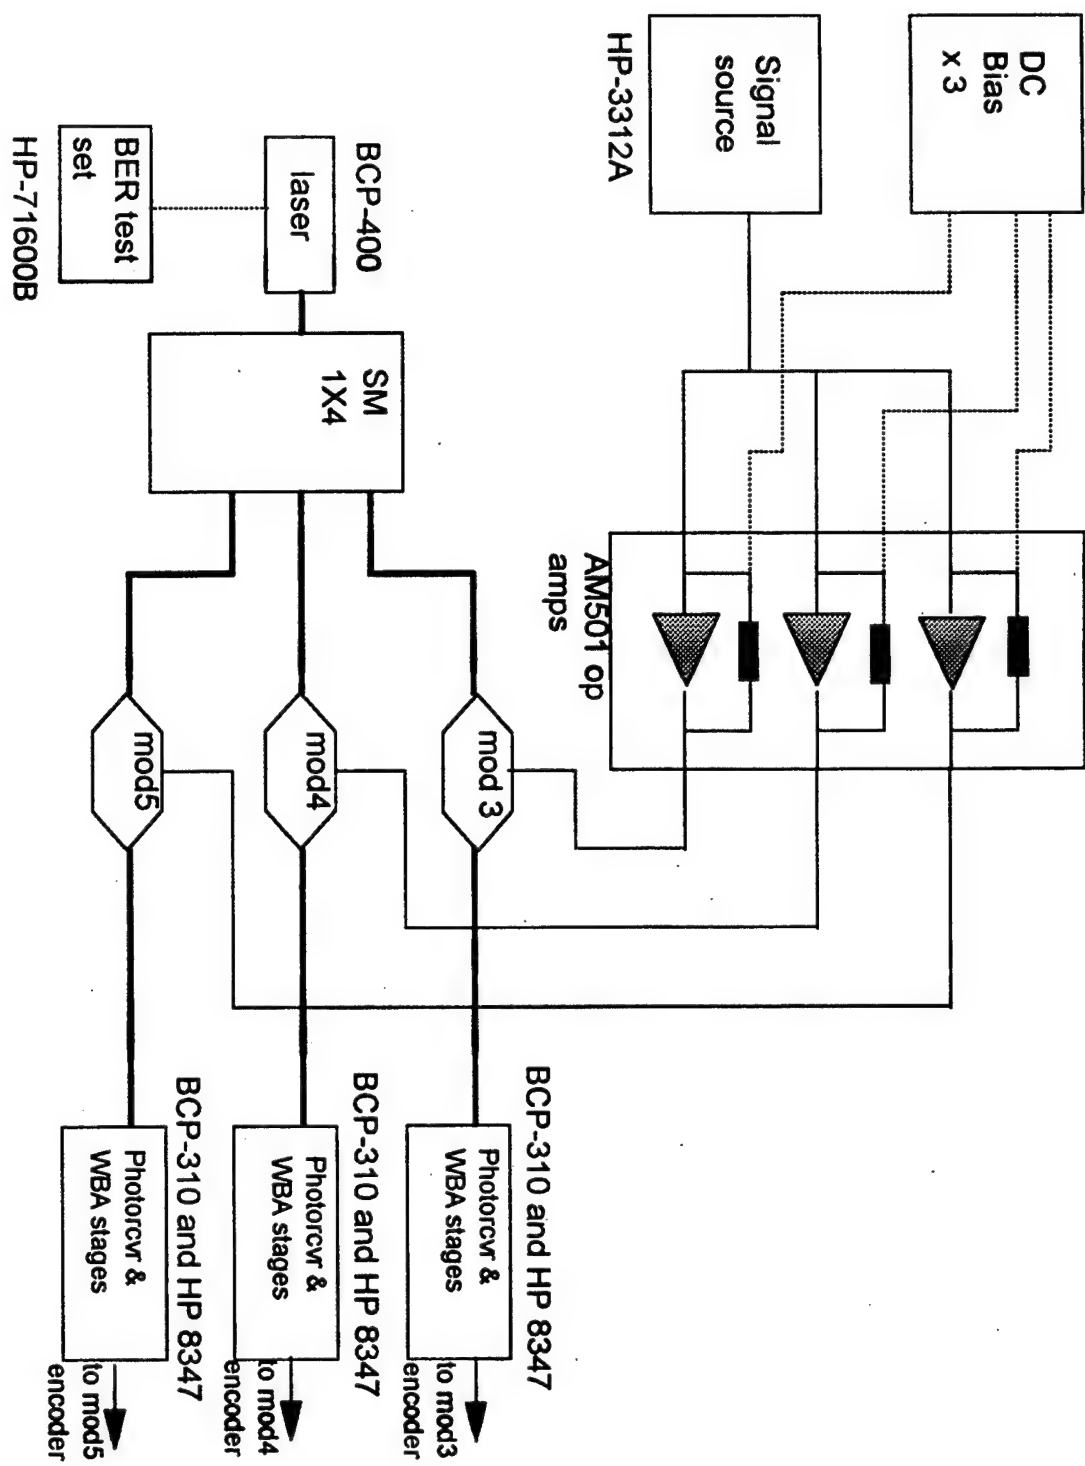 DC
Bias
x 3
Signal
source
HP-3312A
AM501 op
amps
BCP-400
laser
BER test
set
HP-71600B
SM
1X4
mod 3
mod4
mod5
BCP-310 and HP 8347
Photorcvr &
WBA stages
to mod3
encoder
BCP-310 and HP 8347
Photorcvr &
WBA stages
to mod4
encoder
BCP-310 and HP 8347
Photorcvr &
WBA stages
to mod5
encoder